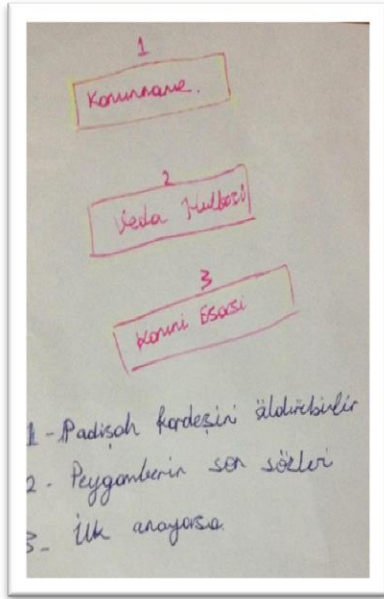 1
Kanunname.
2
Veda Hutbesi
3
Kanuni Esasi
1 - Padişah kardeşini öldürebilir
2 - Peygamberin son sözleri
3 - İlk anayasa